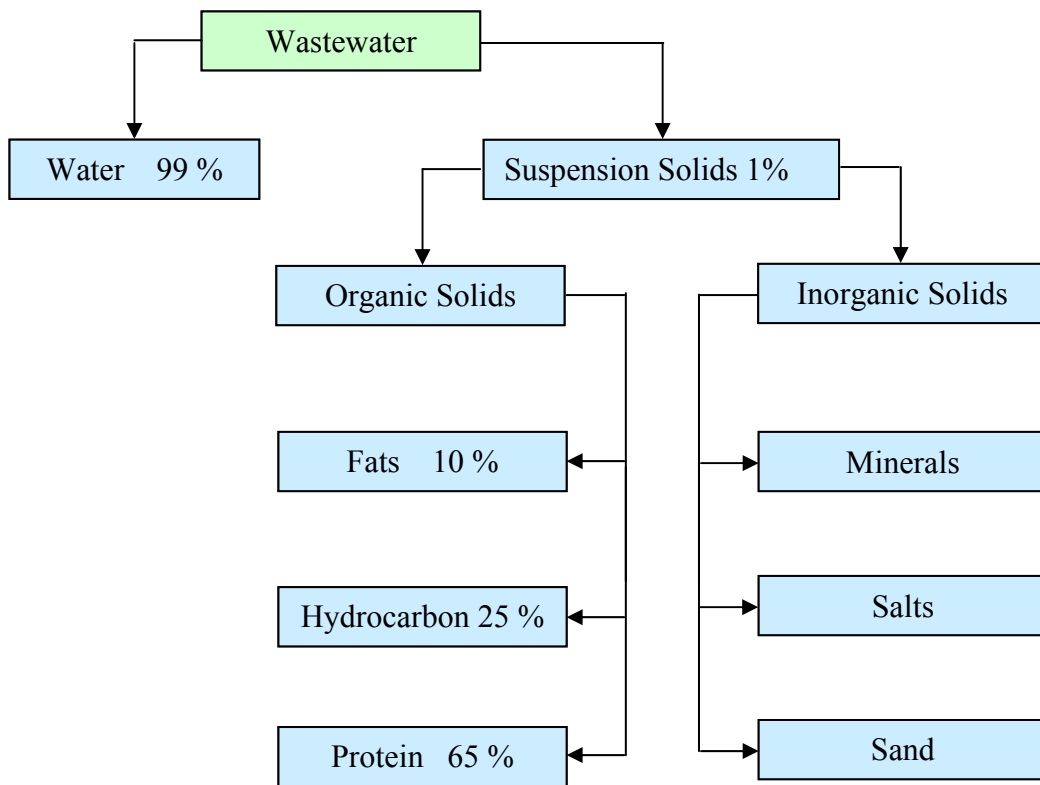 Wastewater
Water 99 %
Suspension Solids 1%
Organic Solids
Inorganic Solids
Fats 10 %
Minerals
Hydrocarbon 25 %
Salts
Protein 65 %
Sand